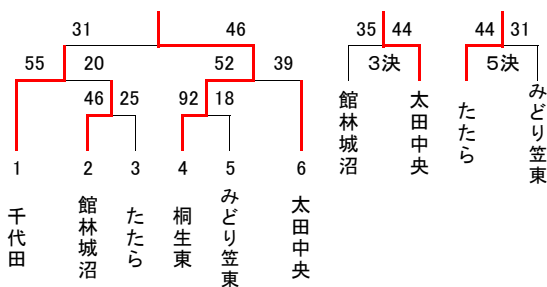 31 46
55 20 52 39
46 25 92 18
1 2 3 4 5 6
千代田
館林城沼
たたら
桐生東
みどり笠東
太田中央
35 44
3決
館林城沼
太田中央
44 31
5決
たたら
みどり笠東